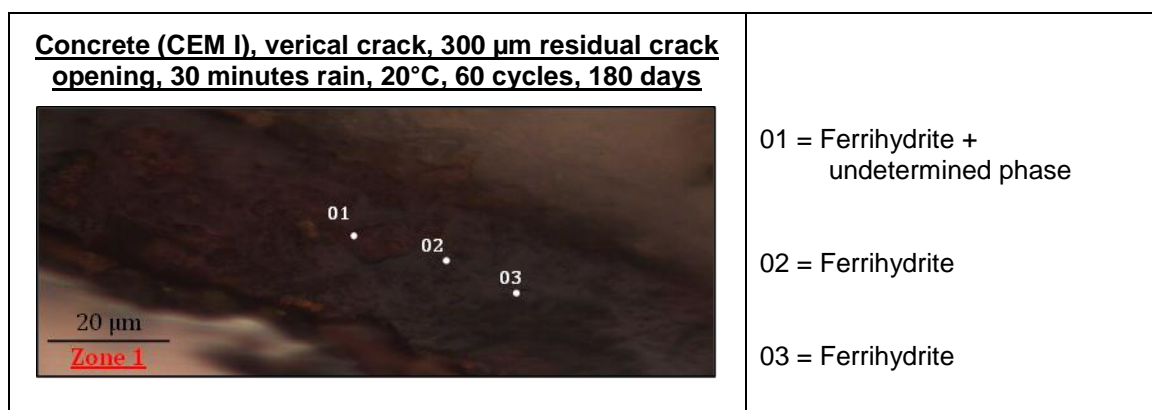 Concrete (CEM I), verical crack, 300 µm residual crack
opening, 30 minutes rain, 20°C, 60 cycles, 180 days
01
02
03
20 µm
Zone 1
01 = Ferrihydrite +
undetermined phase
02 = Ferrihydrite
03 = Ferrihydrite